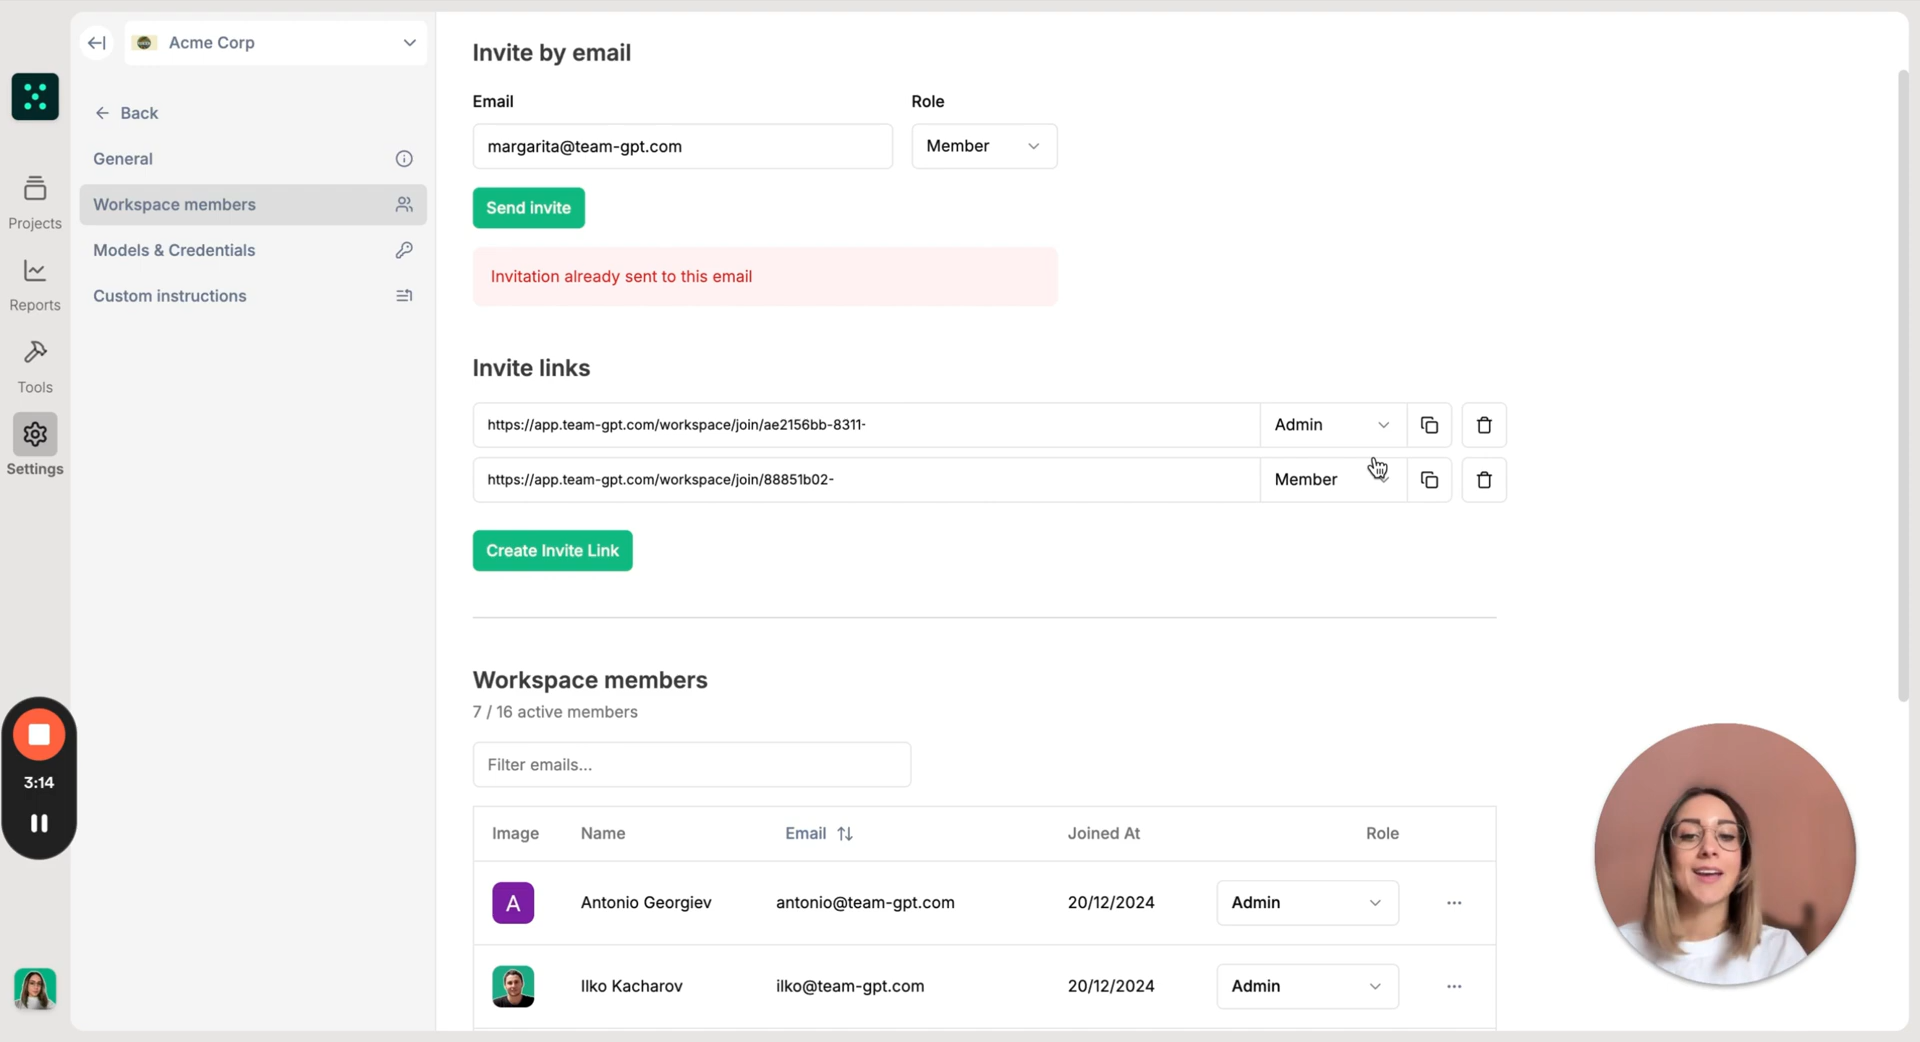 Acme Corp
Back
General
Workspace members
Models & Credentials
Custom instructions
Projects
Reports
Tools
Settings
3:14
Invite by email
Email
Role
margarita@team-gpt.com
Member
Send invite
Invitation already sent to this email
Invite links
https://app.team-gpt.com/workspace/join/ae2156bb-8311-
Admin
https://app.team-gpt.com/workspace/join/88851b02-
Member
Create Invite Link
Workspace members
7 / 16 active members
Filter emails...
Image Name Email Joined At Role
A Antonio Georgiev antonio@team-gpt.com 20/12/2024 Admin
Ilko Kacharov ilko@team-gpt.com 20/12/2024 Admin